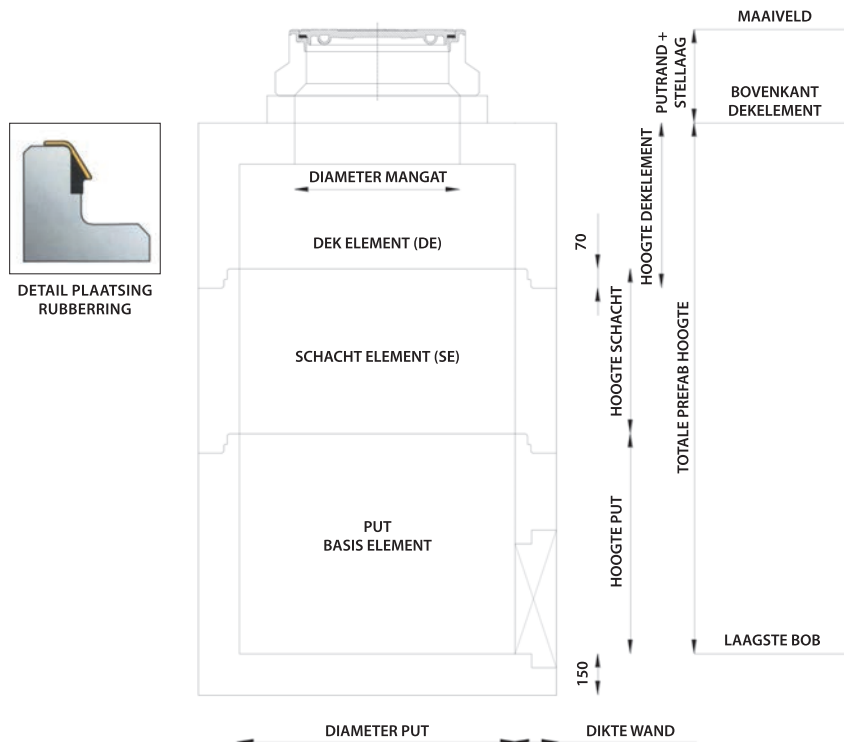 MAAIVELD
PUTRAND +
STELLAAG
BOVENKANT
DEKELEMENT
DIAMETER MANGAT
HOOGTE DEKELEMENT
DEK ELEMENT (DE)
70
DETAIL PLAATSING
RUBBERRING
SCHACHT ELEMENT (SE)
HOOGTE SCHACHT
TOTALE PREFAB HOOGTE
PUT
BASIS ELEMENT
HOOGTE PUT
LAAGSTE BOB
150
DIAMETER PUT
DIKTE WAND